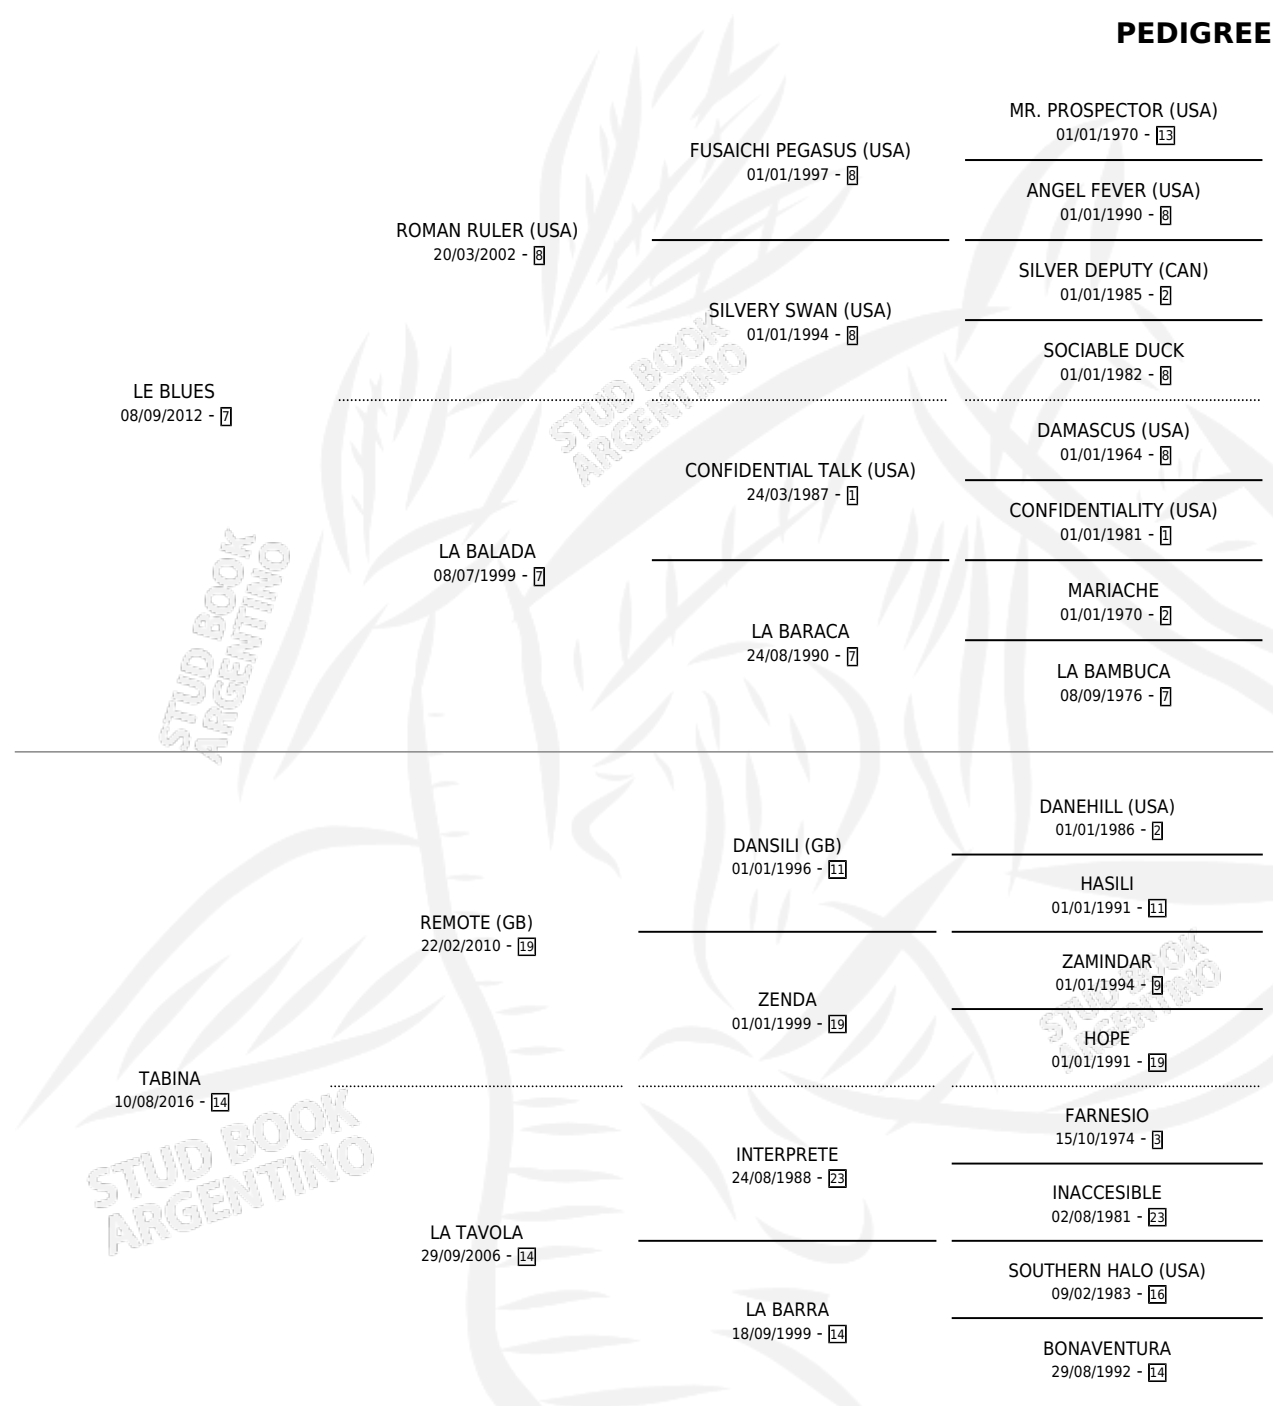 PEDIGREE
MR. PROSPECTOR (USA)
01/01/1970 - 13
FUSAICHI PEGASUS (USA)
01/01/1997 - 8
ANGEL FEVER (USA)
01/01/1990 - 8
ROMAN RULER (USA)
20/03/2002 - 8
SILVER DEPUTY (CAN)
01/01/1985 - 2
SILVERY SWAN (USA)
01/01/1994 - 8
SOCIABLE DUCK
01/01/1982 - 8
LE BLUES
08/09/2012 - 7
STUD BOOK
ARGENTINO
DAMASCUS (USA)
01/01/1964 - 8
CONFIDENTIAL TALK (USA)
24/03/1987 - 1
CONFIDENTIALITY (USA)
01/01/1981 - 1
LA BALADA
08/07/1999 - 7
MARIACHE
01/01/1970 - 2
LA BARACA
24/08/1990 - 7
LA BAMBUCA
08/09/1976 - 7
STUD BOOK
ARGENTINO
DANEHILL (USA)
01/01/1986 - 2
DANSILI (GB)
01/01/1996 - 11
HASILI
01/01/1991 - 11
REMOTE (GB)
22/02/2010 - 19
ZAMINDAR
01/01/1994 - 9
ZENDA
01/01/1999 - 19
STUD BOOK
ARGENTINO
HOPE
01/01/1991 - 19
TABINA
10/08/2016 - 14
FARNESIO
15/10/1974 - 3
INTERPRETE
24/08/1988 - 23
STUD BOOK
ARGENTINO
INACCESIBLE
02/08/1981 - 23
LA TAVOLA
29/09/2006 - 14
SOUTHERN HALO (USA)
09/02/1983 - 16
LA BARRA
18/09/1999 - 14
BONAVENTURA
29/08/1992 - 14